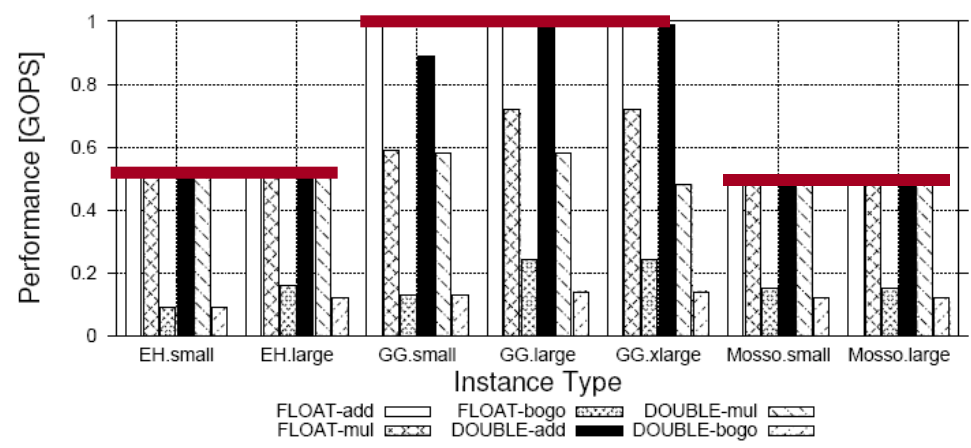 1
0.8
0.6
0.4
0.2
0
Performance [GOPS]
EH.small EH.large GG.small GG.large GG.xlarge Mosso.small Mosso.large
Instance Type
FLOAT-add FLOAT-bogo DOUBLE-mul
FLOAT-mul DOUBLE-add DOUBLE-bogo